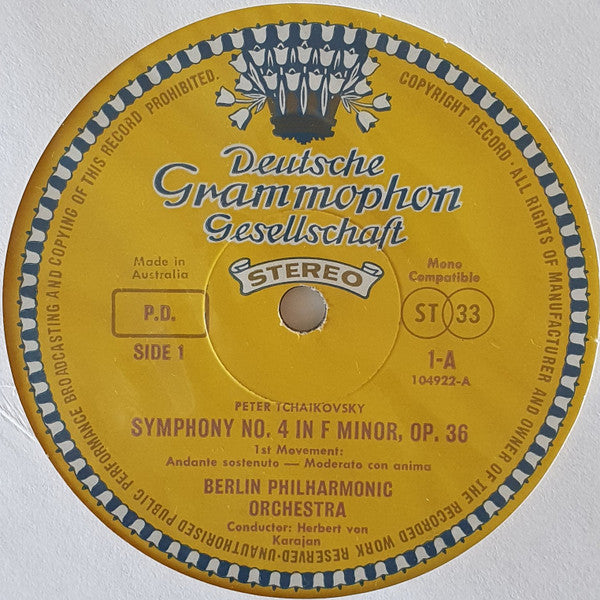 COPYRIGHT RECORD · ALL RIGHTS OF MANUFACTURER AND OWNER OF THE RECORDED WORK RESERVED-UNAUTHORISED PUBLIC PERFORMANCE BROADCASTING AND COPYING OF THIS RECORD PROHIBITED.
Deutsche
Grammophon
Gesellschaft
STEREO
Made in
Australia
Mono
Compatible
P.D.
ST 33
SIDE 1
1-A
104922-A
PETER TCHAIKOVSKY
SYMPHONY NO. 4 IN F MINOR, OP. 36
1st Movement:
Andante sostenuto — Moderato con anima
BERLIN PHILHARMONIC
ORCHESTRA
Conductor: Herbert von
Karajan